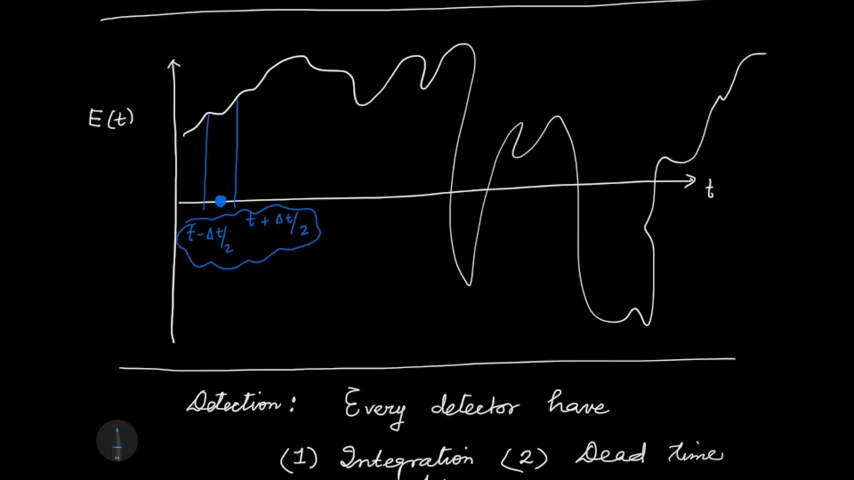 E(t)
t
t-Δt/2 t+Δt/2
Detection: Every detector have
(1) Integration (2) Dead time